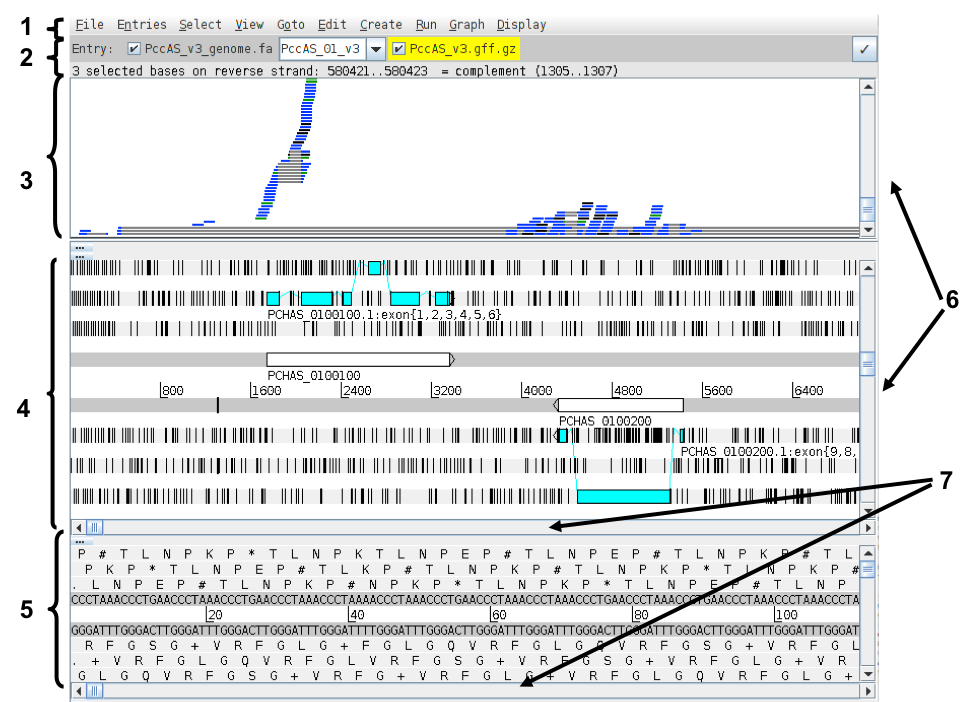 1 File Entries Select View Goto Edit Create Run Graph Display
2 Entry: PccAS_v3_genome.fa PccAS_01_v3 PccAS_v3.gff.gz
3 selected bases on reverse strand: 580421..580423 = complement (1305..1307)
3
PCHAS_0100100.1:exon{1,2,3,4,5,6}
PCHAS_0100100
800 1600 2400 3200 4000 4800 5600 6400
PCHAS_0100200
PCHAS_0100200.1:exon{9,8,
4
6
7
P # T L N P K P * T L N P K T L N P E P # T L N P E P # T L N P K P # T L
P K P * T L N P E P # T L K P # T L N P K P # T L N P K P * T L N P K P #
. L N P E P # T L N P K P # N P K P * T L N P K P * T L N P E P # T L N P
CCCTAAACCCTGAACCCTAAACCCTGAACCCTAAACCCTAAAACCCTAAACCCTGAACCCTAAACCCTGAACCCTAAACCCTGAACCCTAAACCCTAAACCCTA
20 40 60 80 100
GGGATTTGGGACTTGGGATTTGGGACTTGGGATTTGGGATTTTGGGATTTGGGACTTGGGATTTGGGACTTGGGATTTGGGACTTGGGATTTGGGATTTGGGAT
R F G S G + V R F G L G + F G L G Q V R F G L G Q V R F G S G + V R F G L
. + V R F G L G Q V R F G L V R F G S G + V R F G S G + V R F G L G + V R
G L G Q V R F G S G + V R F G + V R F G L G + V R F G L G Q V R F G L G +
5